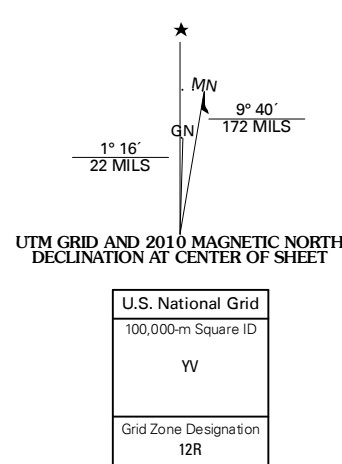 ★
MN
9° 40´
172 MILS
GN
1° 16´
22 MILS
UTM GRID AND 2010 MAGNETIC NORTH
DECLINATION AT CENTER OF SHEET
U.S. National Grid
100,000-m Square ID
YV
Grid Zone Designation
12R